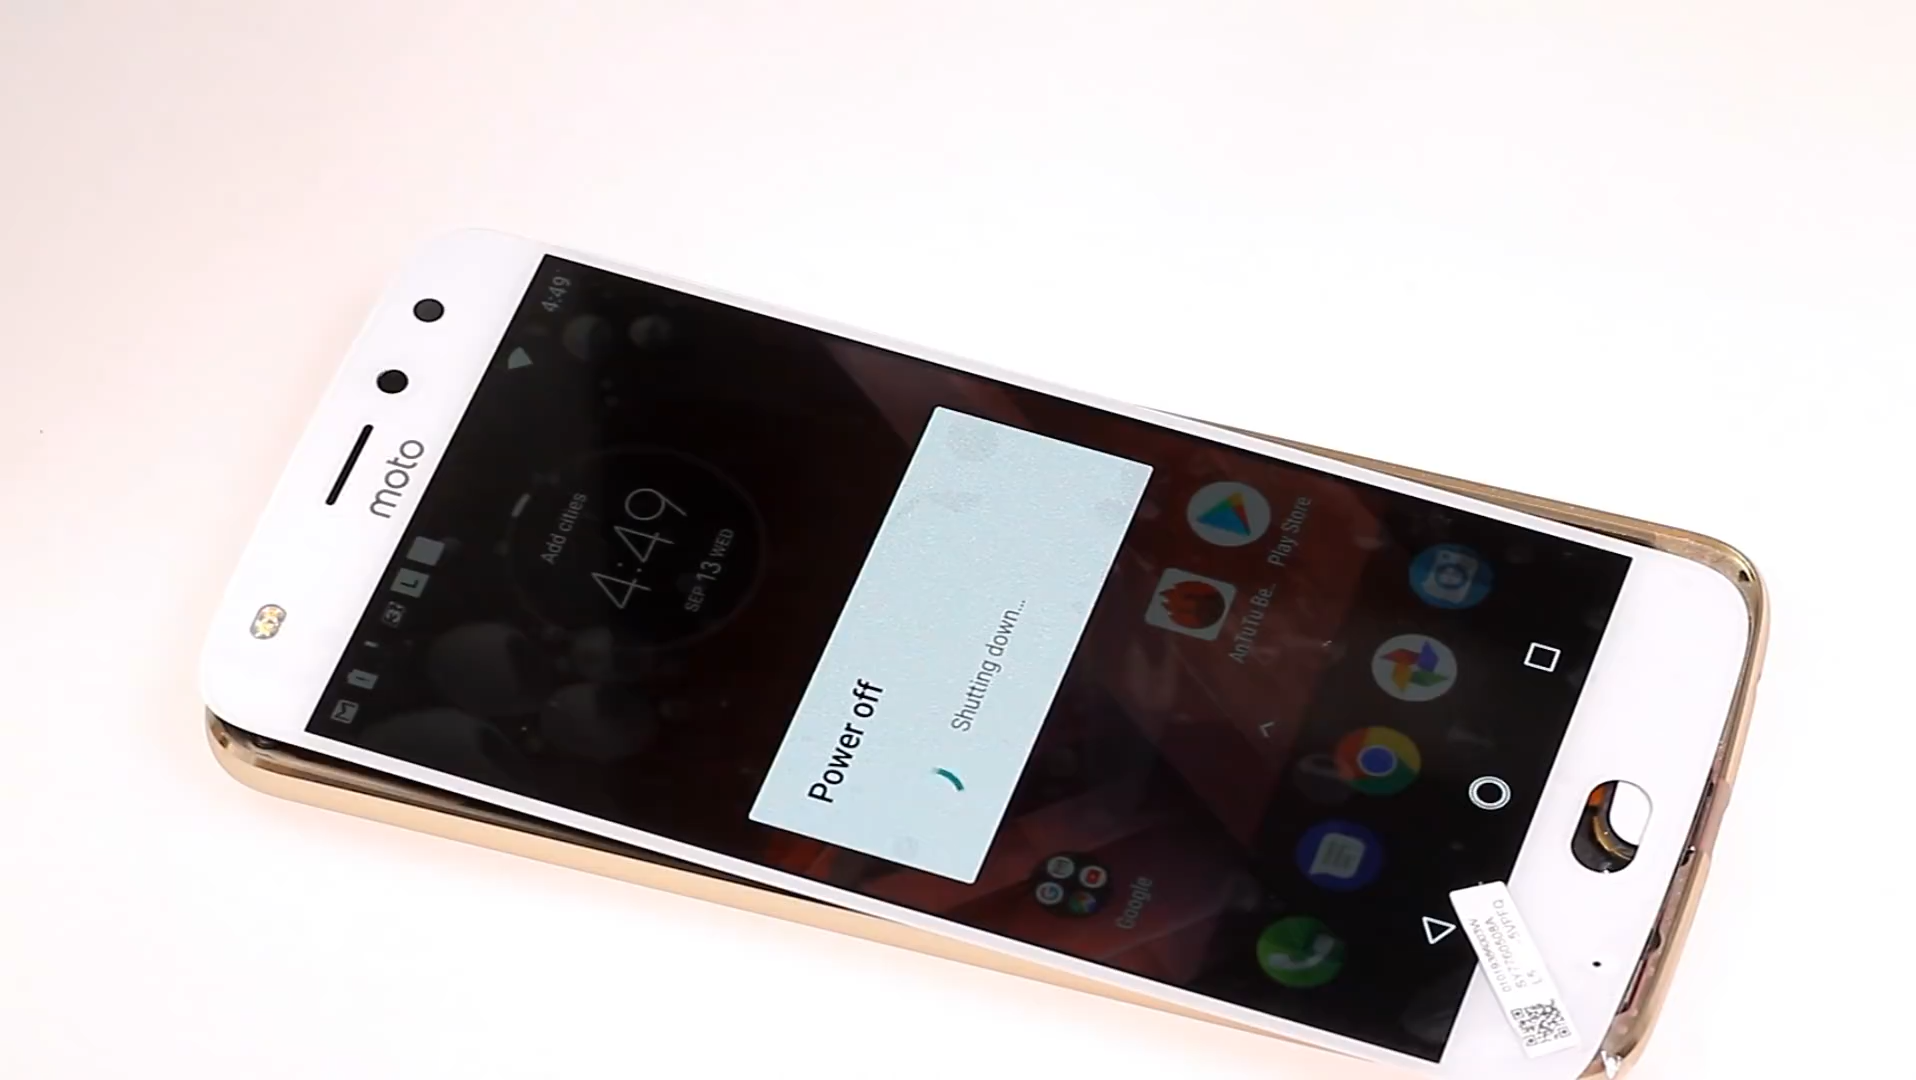 moto
4:49
Add cities
4:49
SEP 13 WED
Power off
Shutting down...
Play Store
AnTuTu Be..
Google